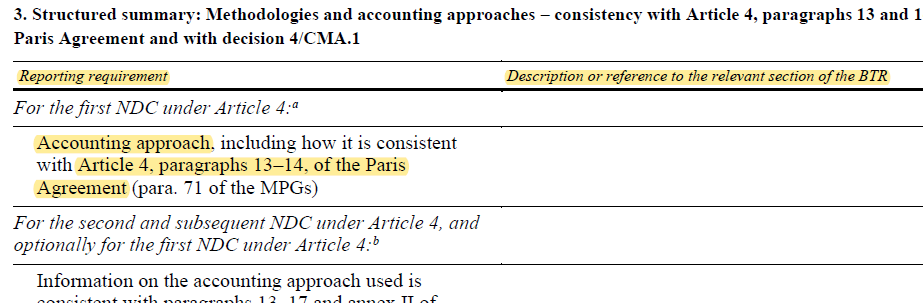 3. Structured summary: Methodologies and accounting approaches – consistency with Article 4, paragraphs 13 and
Paris Agreement and with decision 4/CMA.1
Reporting requirement Description or reference to the relevant section of the BTR
For the first NDC under Article 4:ᵃ
Accounting approach, including how it is consistent
with Article 4, paragraphs 13–14, of the Paris
Agreement (para. 71 of the MPGs)
For the second and subsequent NDC under Article 4, and
optionally for the first NDC under Article 4:ᵇ
Information on the accounting approach used is
consistent with paragraphs 13–17 and annex II of